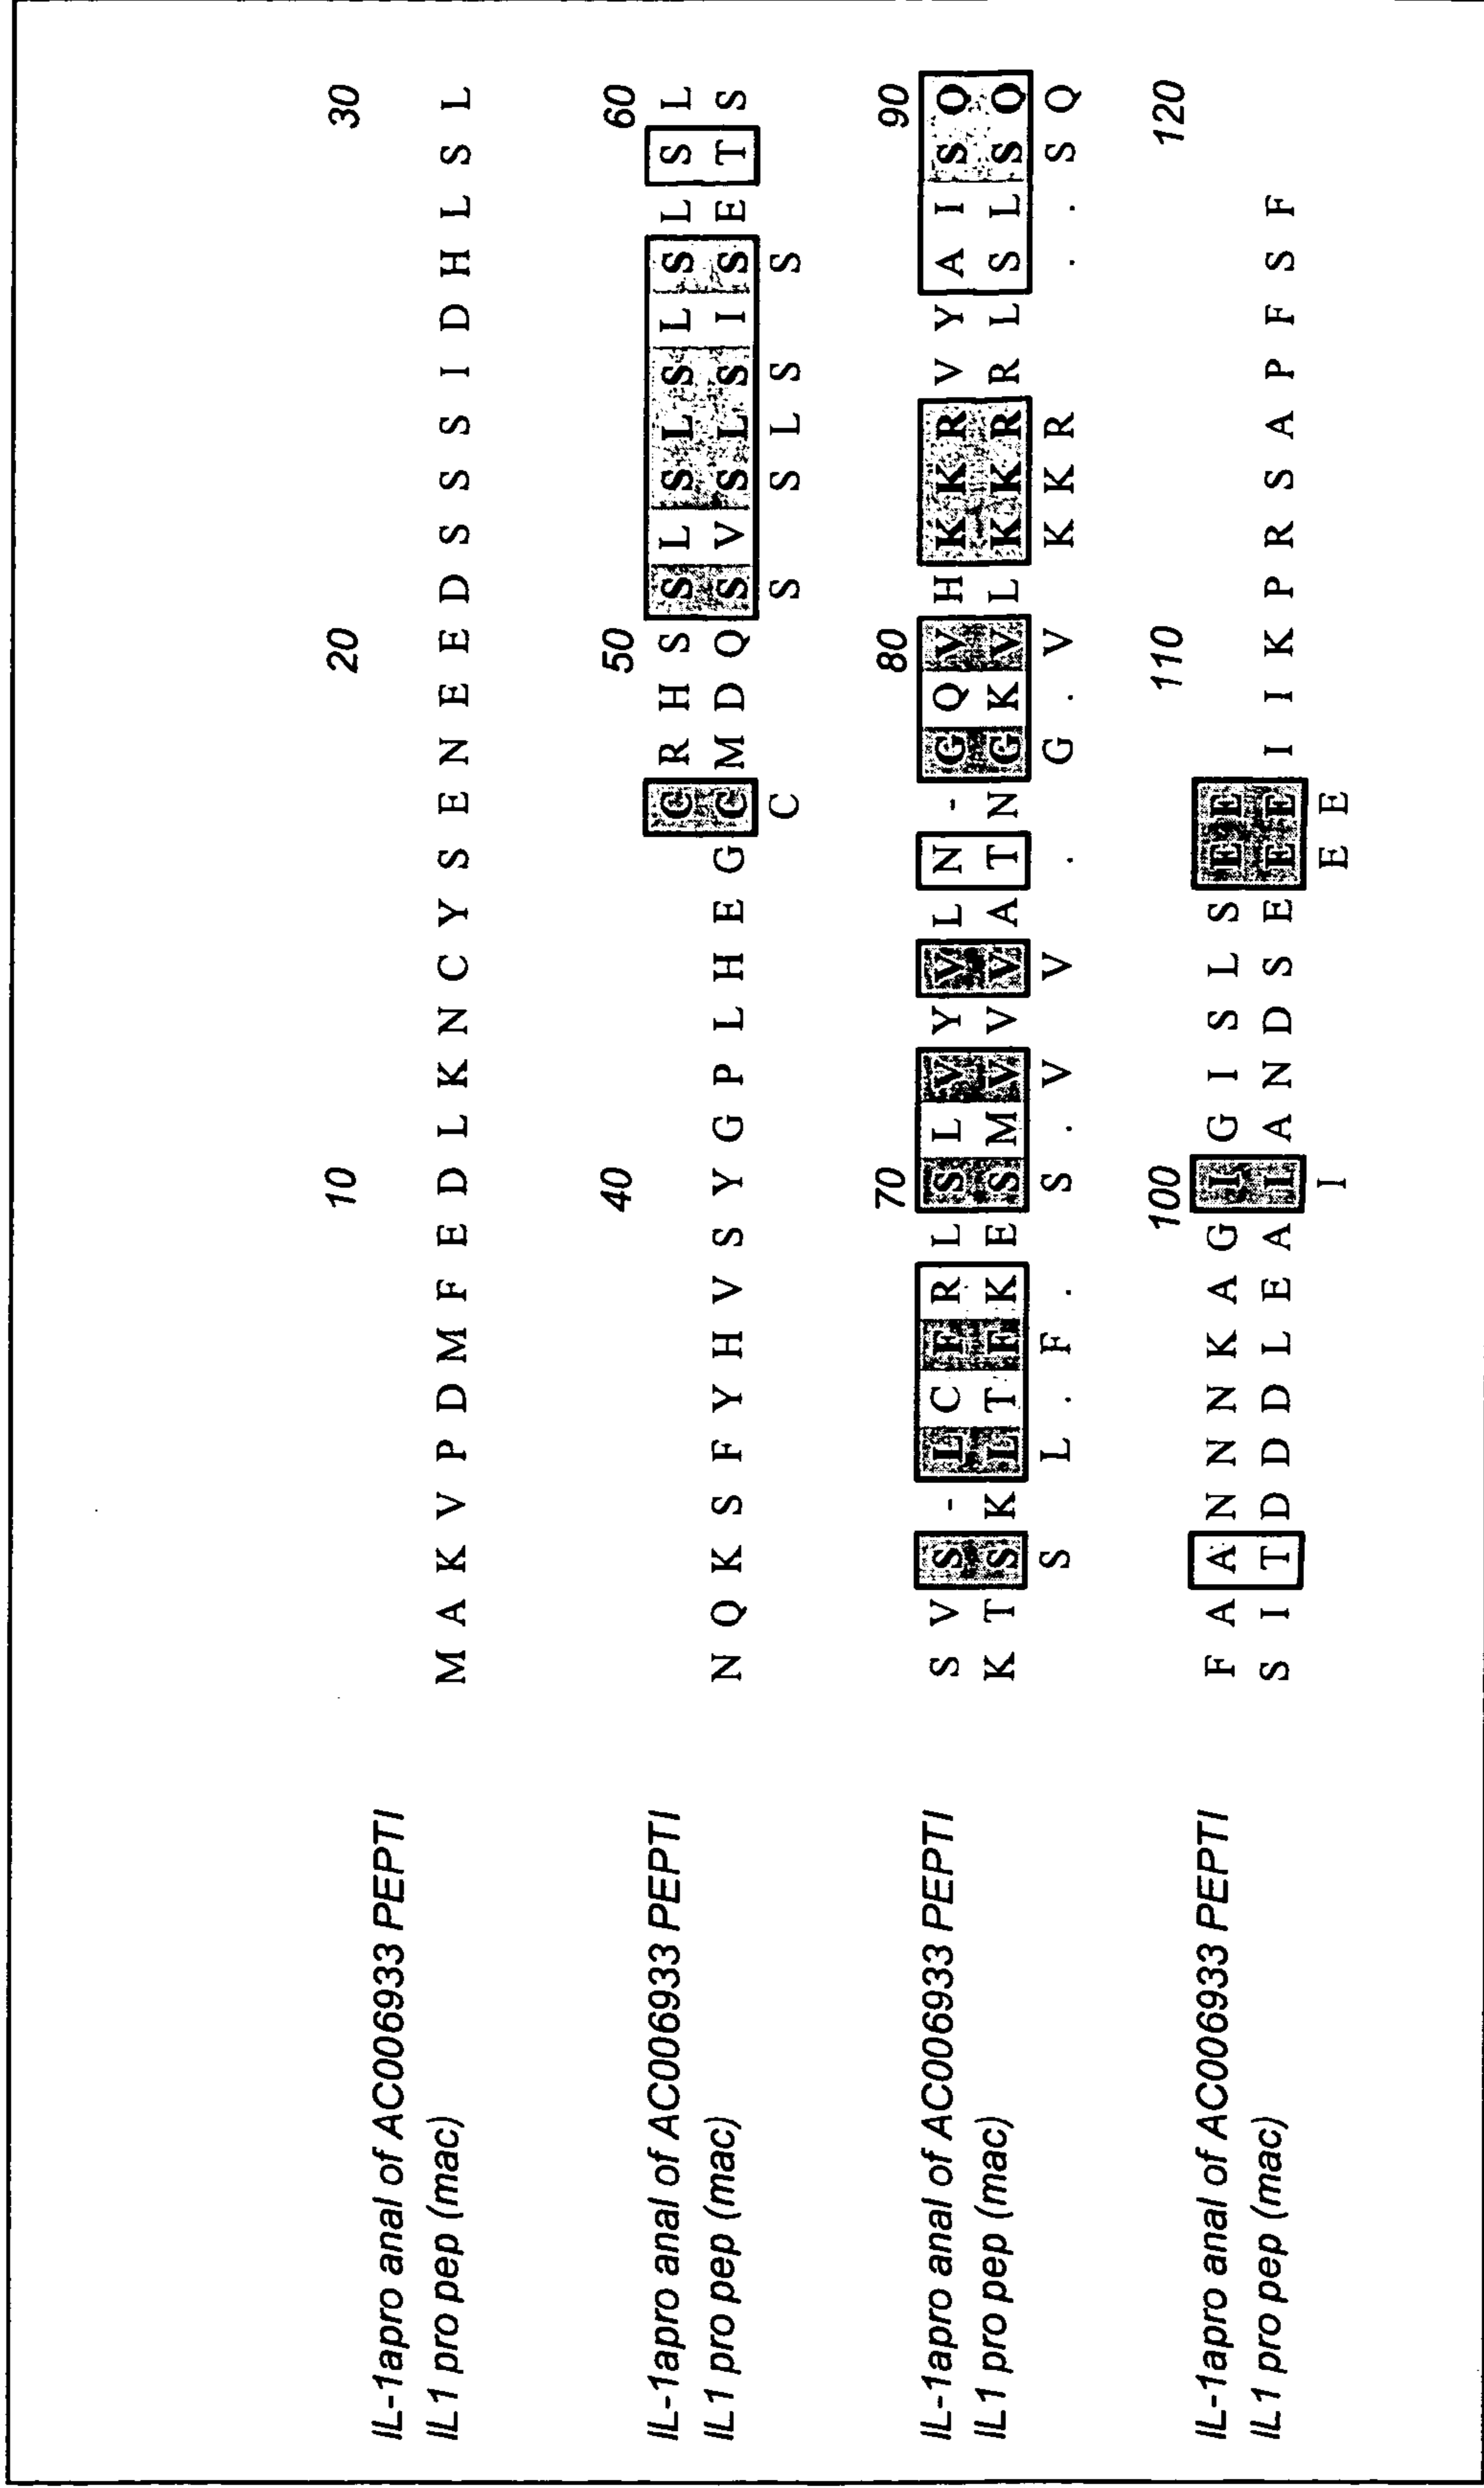 10 20 30
IL-1apro anal of AC006933 PEPTI
IL1 pro pep (mac) M A K V P D M F E D L K N C Y S E N E E D S S S I D H L S L
40 50 60
IL-1apro anal of AC006933 PEPTI C R H S S L S L S L S L S L
IL1 pro pep (mac) N Q K S F Y H V S Y G P L H E G C M D Q S V S L S I S E T S
C S S L S S
70 80 90
IL-1apro anal of AC006933 PEPTI S V S - L C F R L S L V Y V L N - G Q V H K K R V Y A I S Q
IL1 pro pep (mac) K T S K L T F K E S M V V V A T N G K V L K K R R L S L S Q
S L . F . S . V V . G . V K K R . . S Q
100 110 120
IL-1apro anal of AC006933 PEPTI F A A N N N K A G I G I S L S E E
IL1 pro pep (mac) S I T D D D L E A I A N D S E E E I I K P R S A P F S F
I E E